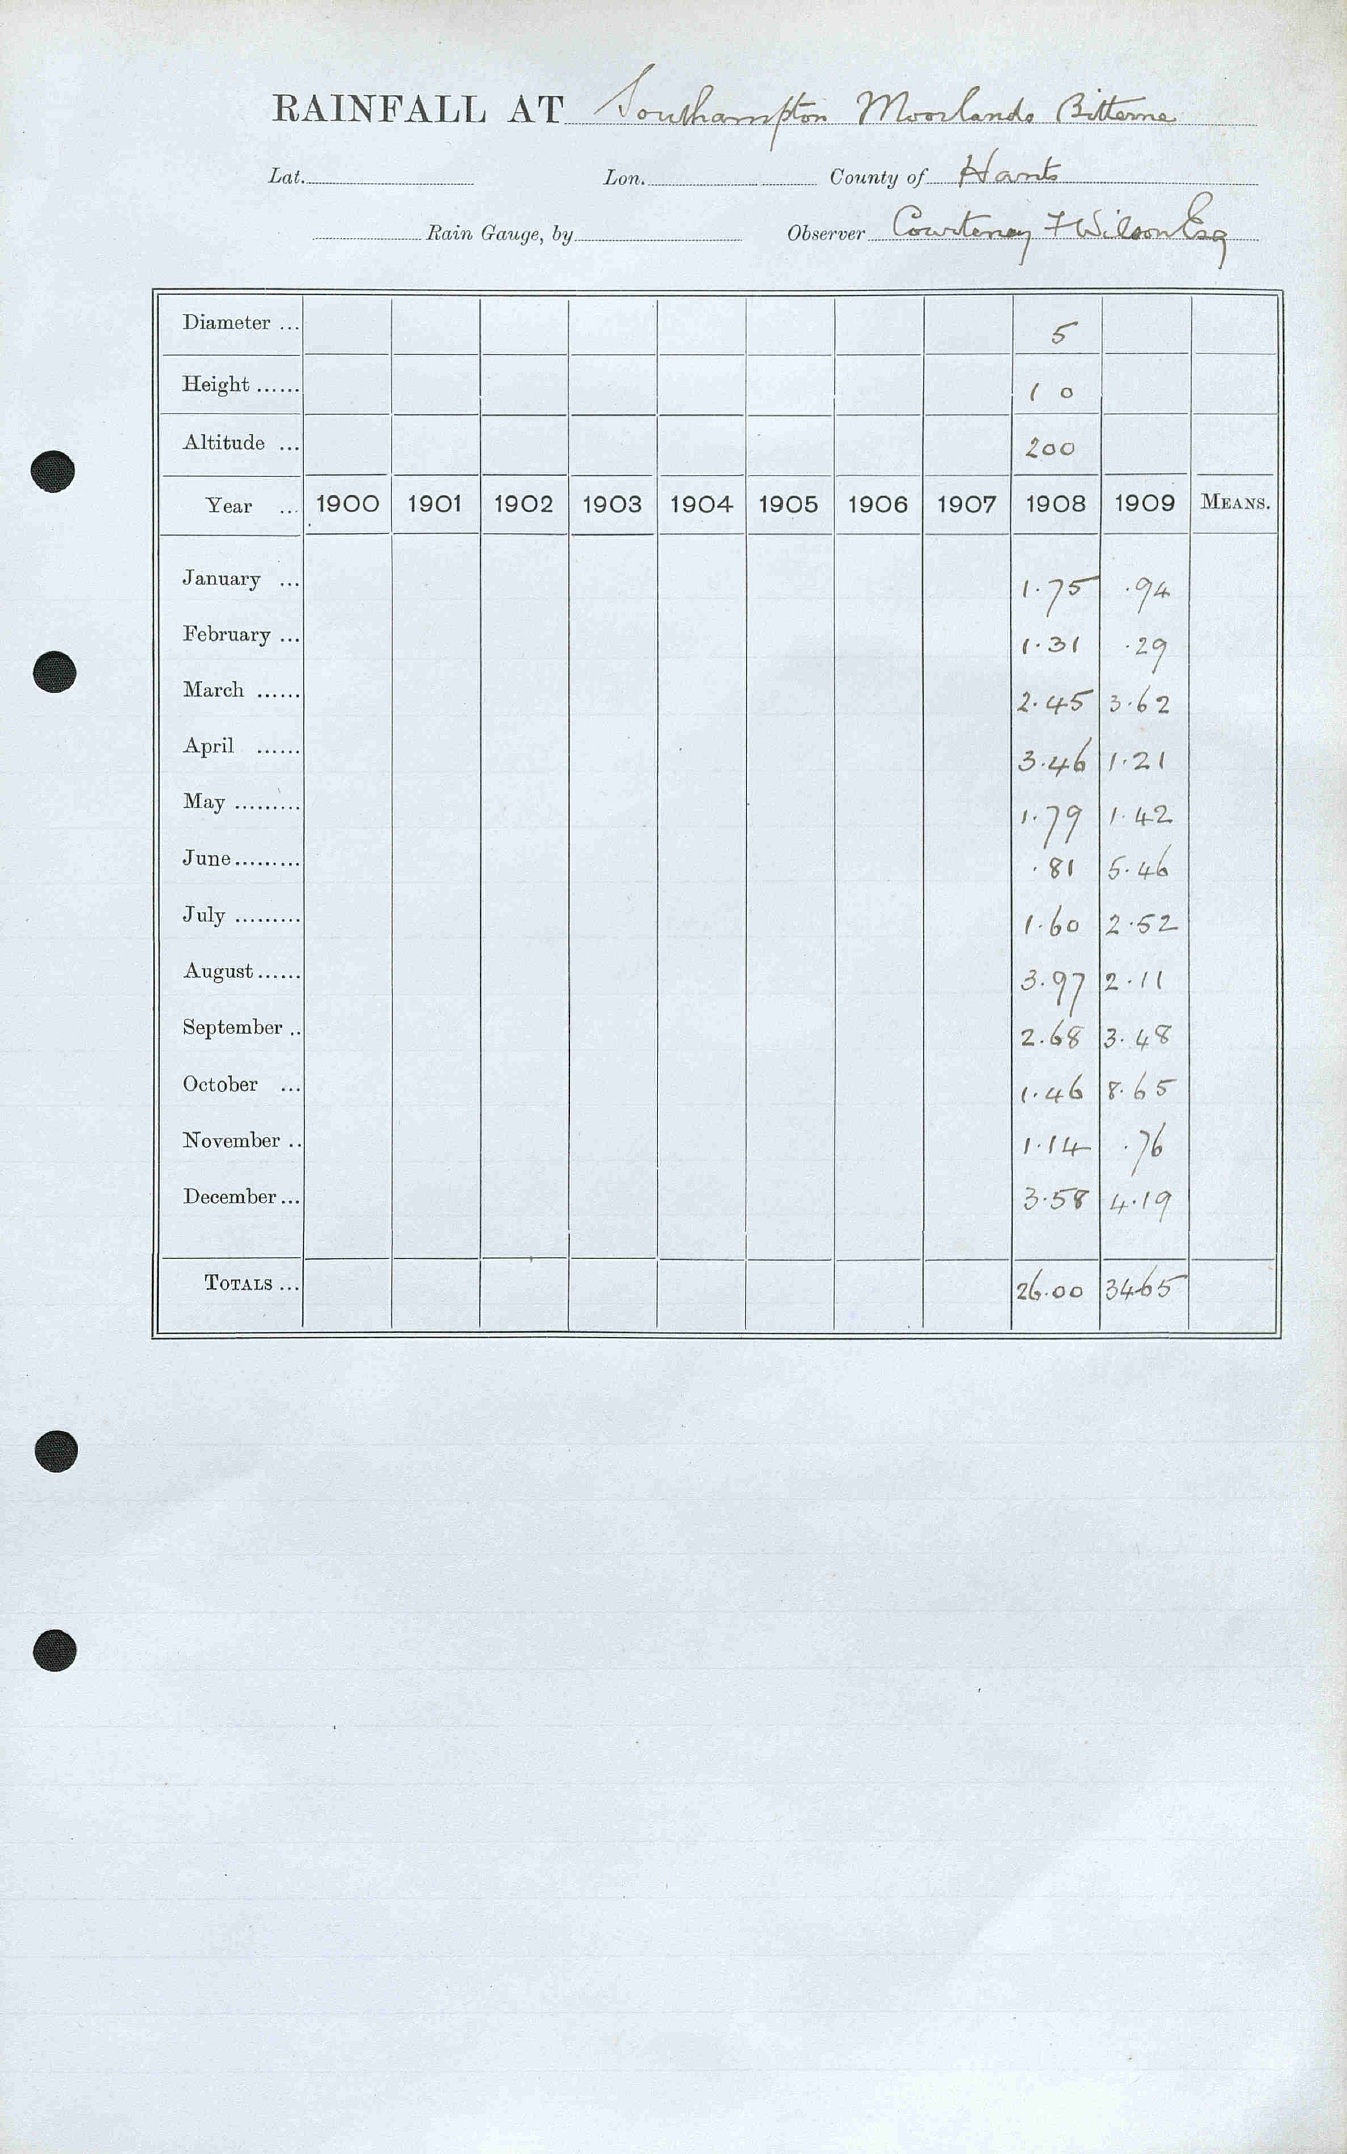 RAINFALL AT Southampton Moorlands Bitterne
Lat. Lon. County of Hants
Rain Gauge, by Observer Courtenay F Wilson Esq
Diameter ... 5
Height ...... 1 0
Altitude ... 200
Year ... 1900 1901 1902 1903 1904 1905 1906 1907 1908 1909 MEANS.
January ... 1.75 .94
February ... 1.31 .29
March ...... 2.45 3.62
April ...... 3.46 1.21
May ......... 1.79 1.42
June ......... .81 5.46
July ......... 1.60 2.52
August ...... 3.97 2.11
September .. 2.68 3.48
October ... 1.46 8.65
November .. 1.14 .76
December ... 3.58 4.19
TOTALS ... 26.00 34.65